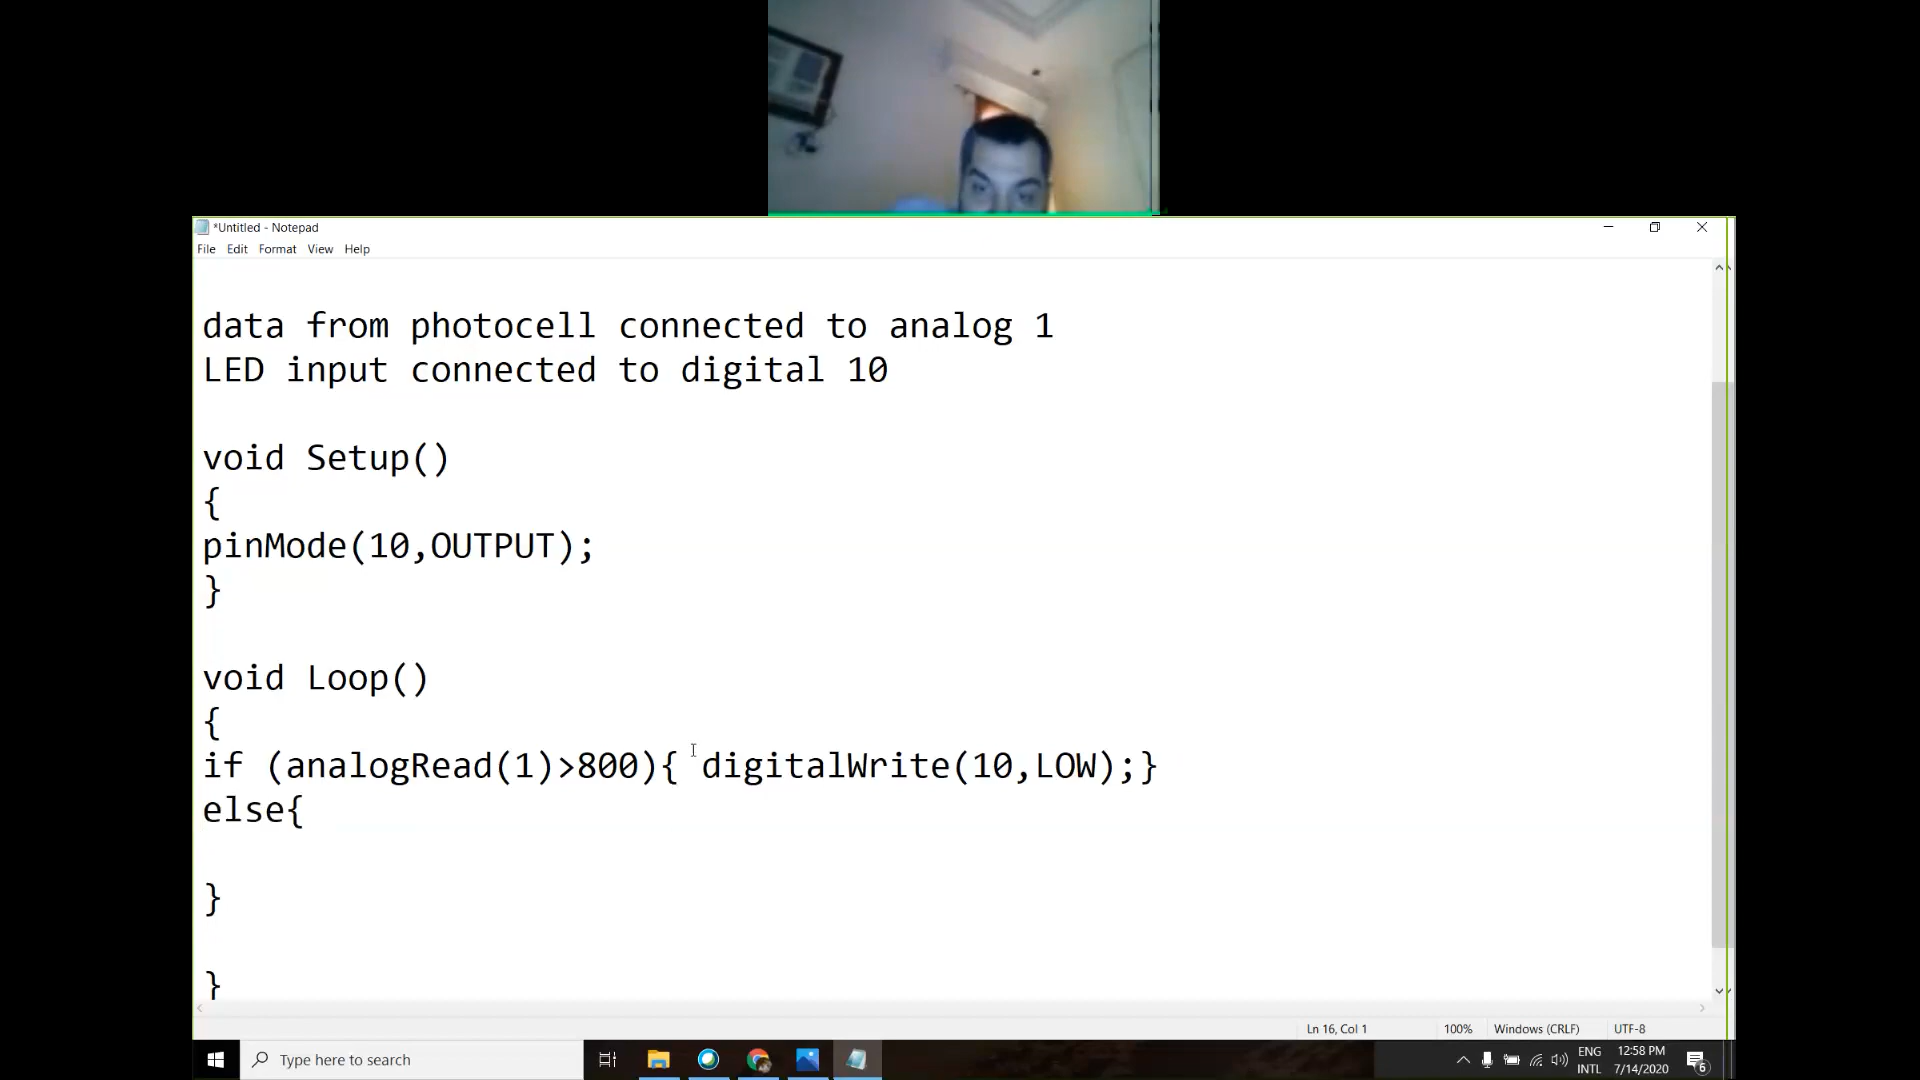 *Untitled - Notepad
File Edit Format View Help
data from photocell connected to analog 1
LED input connected to digital 10
void Setup()
{
pinMode(10,OUTPUT);
}
void Loop()
{
if (analogRead(1)>800){ digitalWrite(10,LOW);}
else{
}
}
Ln 16, Col 1 100% Windows (CRLF) UTF-8
Type here to search
ENG
INTL
12:58 PM
7/14/2020
6